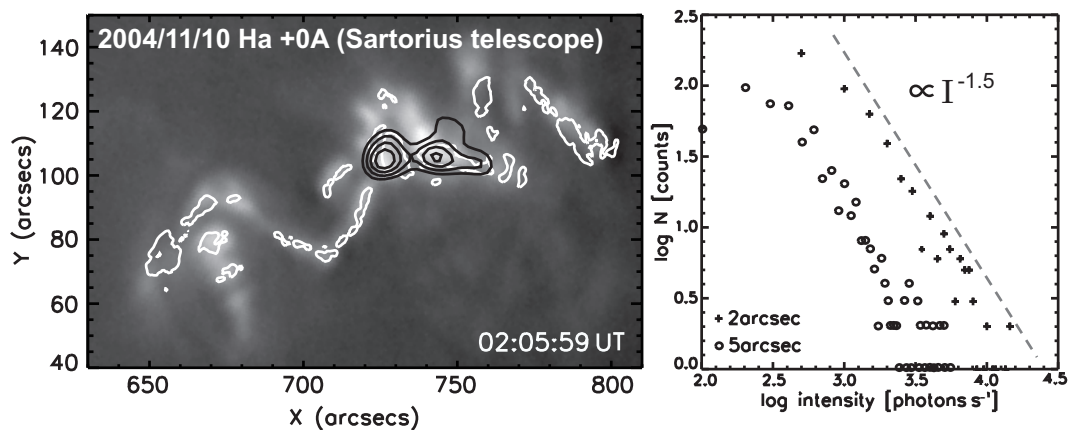 2004/11/10 Ha +0A (Sartorius telescope)
02:05:59 UT
140
120
100
80
60
40
Y (arcsecs)
650 700 750 800
X (arcsecs)
2.5
2.0
1.5
1.0
0.5
0.0
log N [counts]
∝ I^-1.5
+ 2arcsec
o 5arcsec
2.0 2.5 3.0 3.5 4.0 4.5
log intensity [photons s⁻¹]